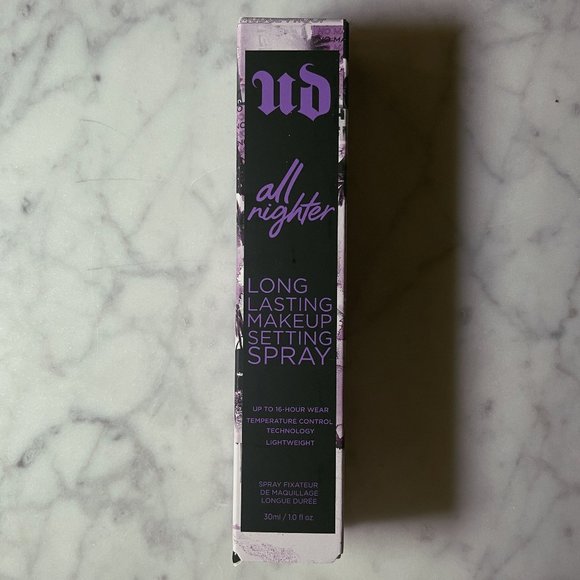 ud
all
nighter
LONG
LASTING
MAKEUP
SETTING
SPRAY
UP TO 16-HOUR WEAR
TEMPERATURE CONTROL
TECHNOLOGY
LIGHTWEIGHT
SPRAY FIXATEUR
DE MAQUILLAGE
LONGUE DURÉE
30ml / 1.0 fl oz.